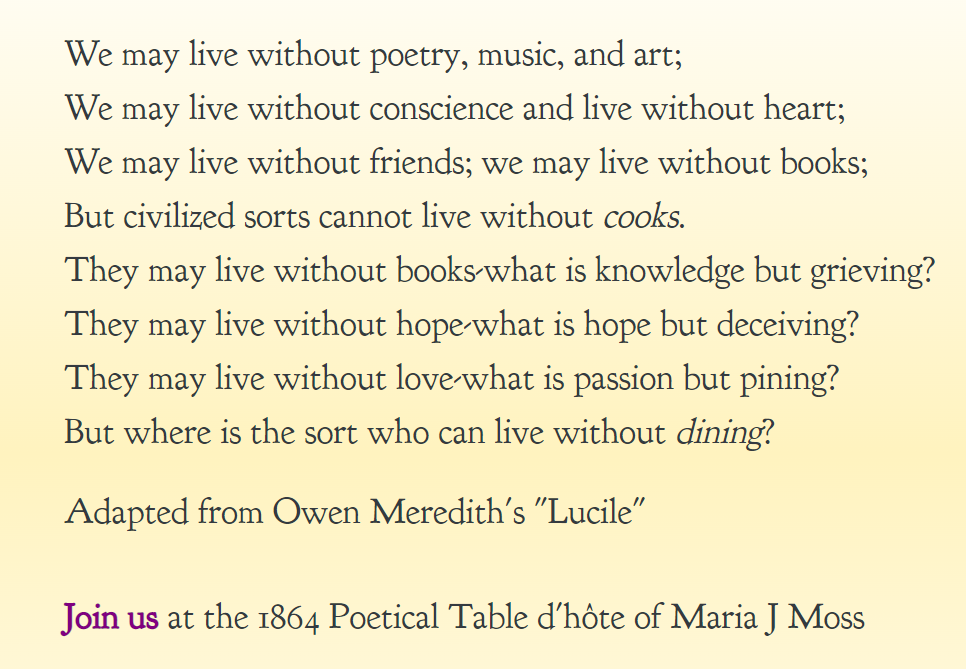 We may live without poetry, music, and art;
We may live without conscience and live without heart;
We may live without friends; we may live without books;
But civilized sorts cannot live without cooks.
They may live without books-what is knowledge but grieving?
They may live without hope-what is hope but deceiving?
They may live without love-what is passion but pining?
But where is the sort who can live without dining?
Adapted from Owen Meredith's "Lucile"
Join us at the 1864 Poetical Table d'hôte of Maria J Moss